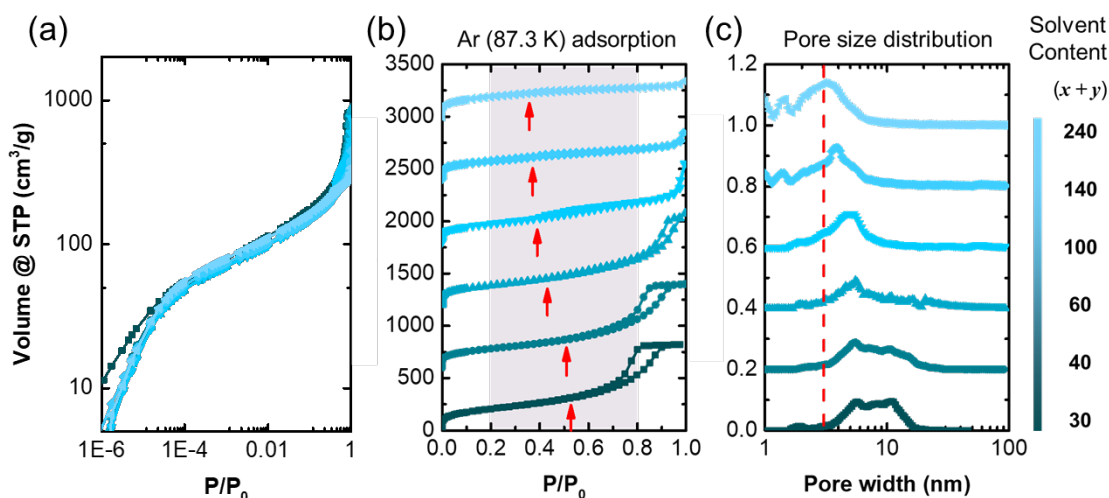 (a)
(b)
(c)
Ar (87.3 K) adsorption
Pore size distribution
Solvent
Content
(x + y)
Volume @ STP (cm³/g)
1000
100
10
1E-6
1E-4
0.01
1
P/P₀
3500
3000
2500
2000
1500
1000
500
0
0.0
0.2
0.4
0.6
0.8
1.0
P/P₀
1.2
1.0
0.8
0.6
0.4
0.2
0.0
1
10
100
Pore width (nm)
240
140
100
60
40
30